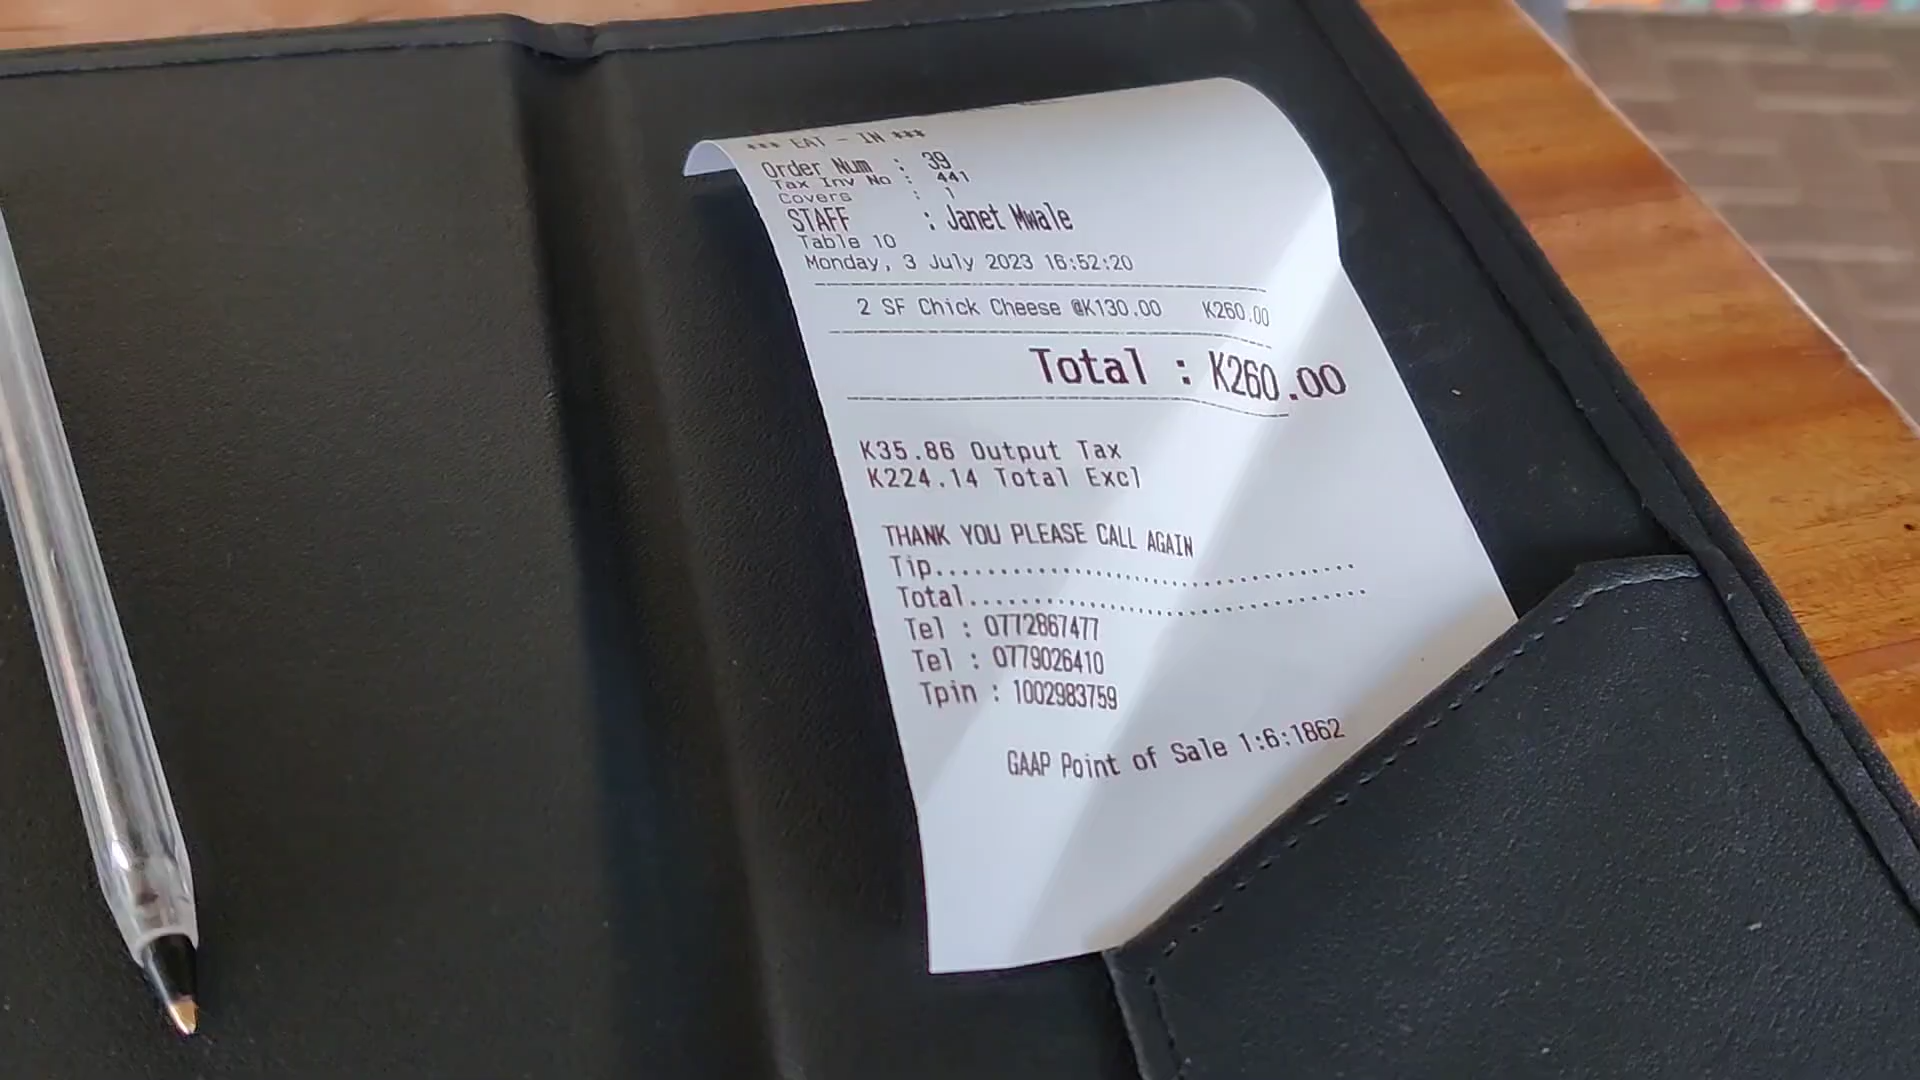 *** EAT - IN ***
Order Num : 39
Tax Inv No : 441
Covers : 1
STAFF : Janet Mwale
Table 10
Monday, 3 July 2023 16:52:20
2 SF Chick Cheese @K130.00 K260.00
Total : K260.00
K35.86 Output Tax
K224.14 Total Excl
THANK YOU PLEASE CALL AGAIN
Tip........................................
Total......................................
Tel : 0772867477
Tel : 0779026410
Tpin : 1002983759
GAAP Point of Sale 1:6:1862